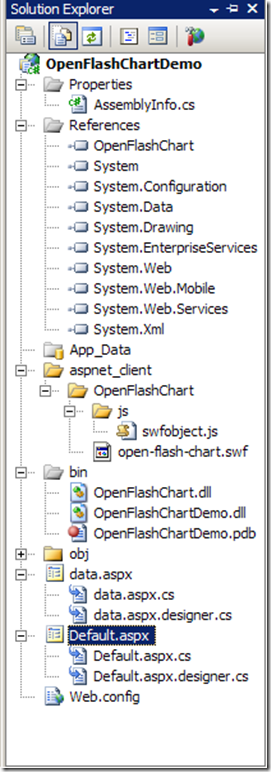 Solution Explorer
OpenFlashChartDemo
Properties
AssemblyInfo.cs
References
OpenFlashChart
System
System.Configuration
System.Data
System.Drawing
System.EnterpriseServices
System.Web
System.Web.Mobile
System.Web.Services
System.Xml
App_Data
aspnet_client
OpenFlashChart
js
swfobject.js
open-flash-chart.swf
bin
OpenFlashChart.dll
OpenFlashChartDemo.dll
OpenFlashChartDemo.pdb
obj
data.aspx
data.aspx.cs
data.aspx.designer.cs
Default.aspx
Default.aspx.cs
Default.aspx.designer.cs
Web.config